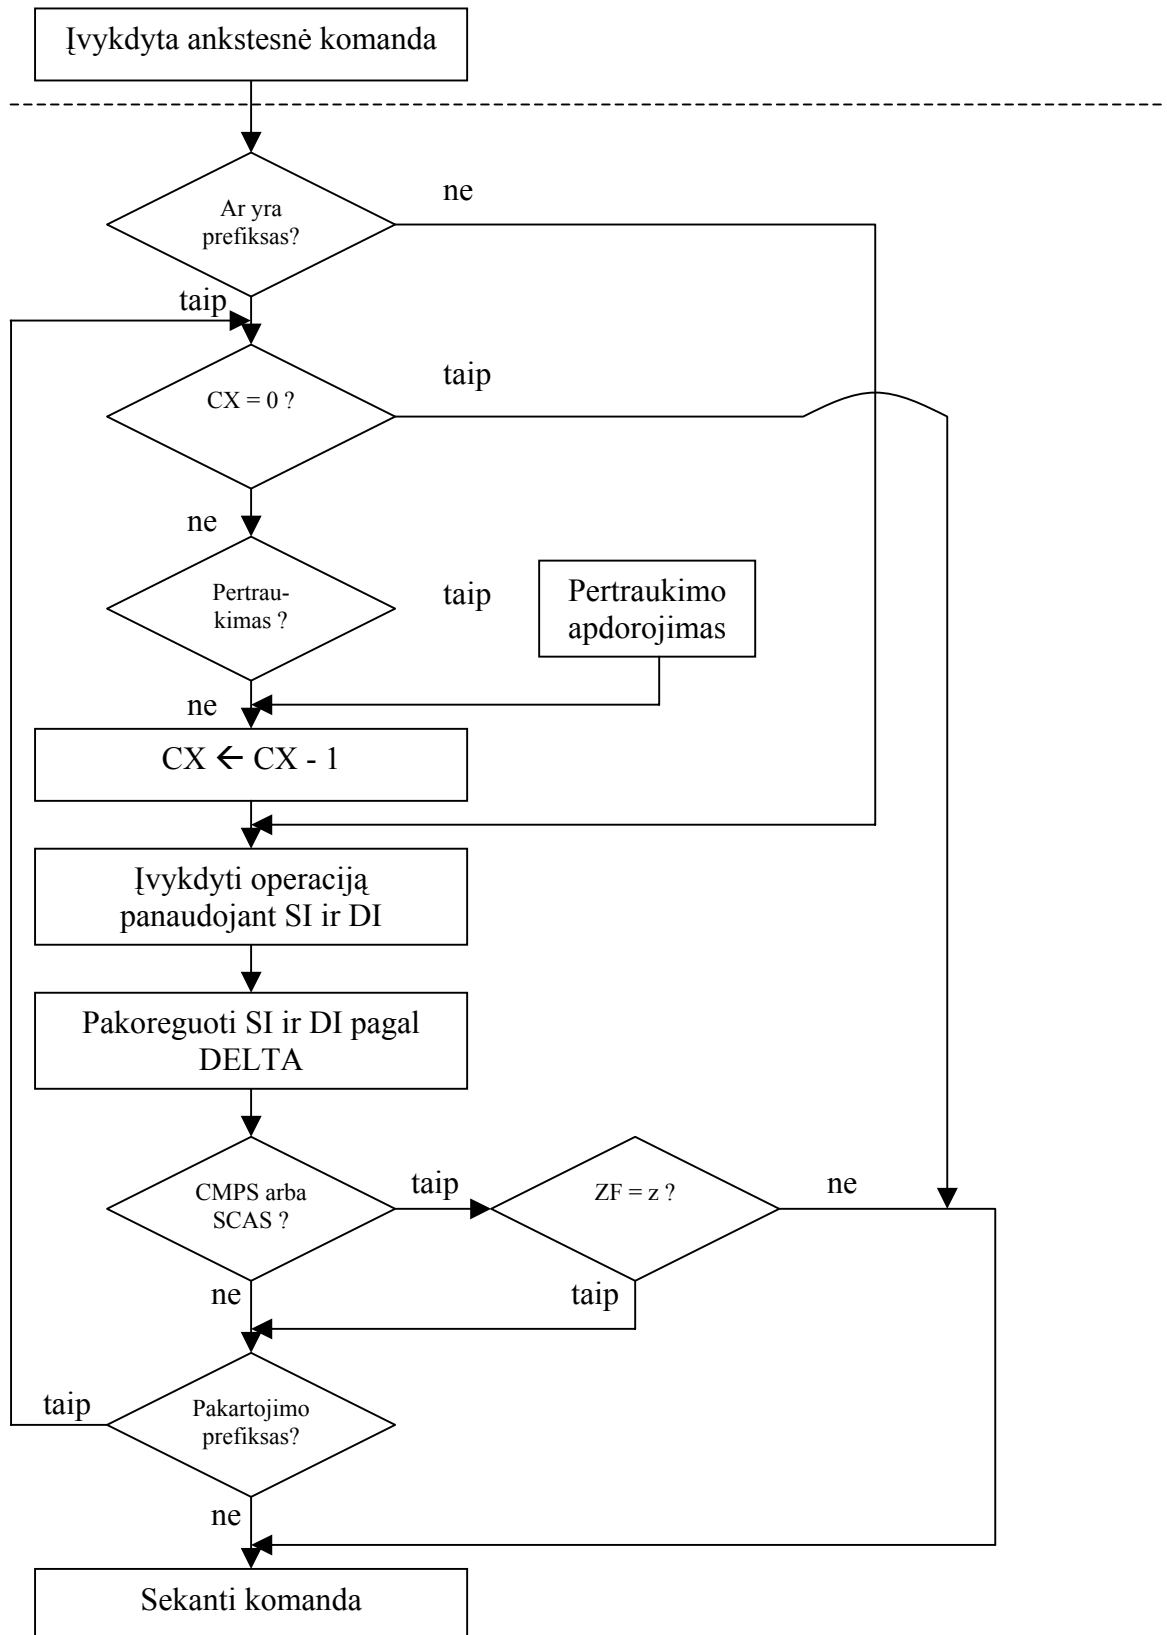 Įvykdyta ankstesnė komanda
Ar yra
prefiksas?
ne
taip
CX = 0 ?
taip
ne
Pertrau-
kimas ?
taip
Pertraukimo
apdorojimas
ne
CX ← CX - 1
Įvykdyti operaciją
panaudojant SI ir DI
Pakoreguoti SI ir DI pagal
DELTA
CMPS arba
SCAS ?
taip
ZF = z ?
ne
ne
taip
taip
Pakartojimo
prefiksas?
ne
Sekanti komanda